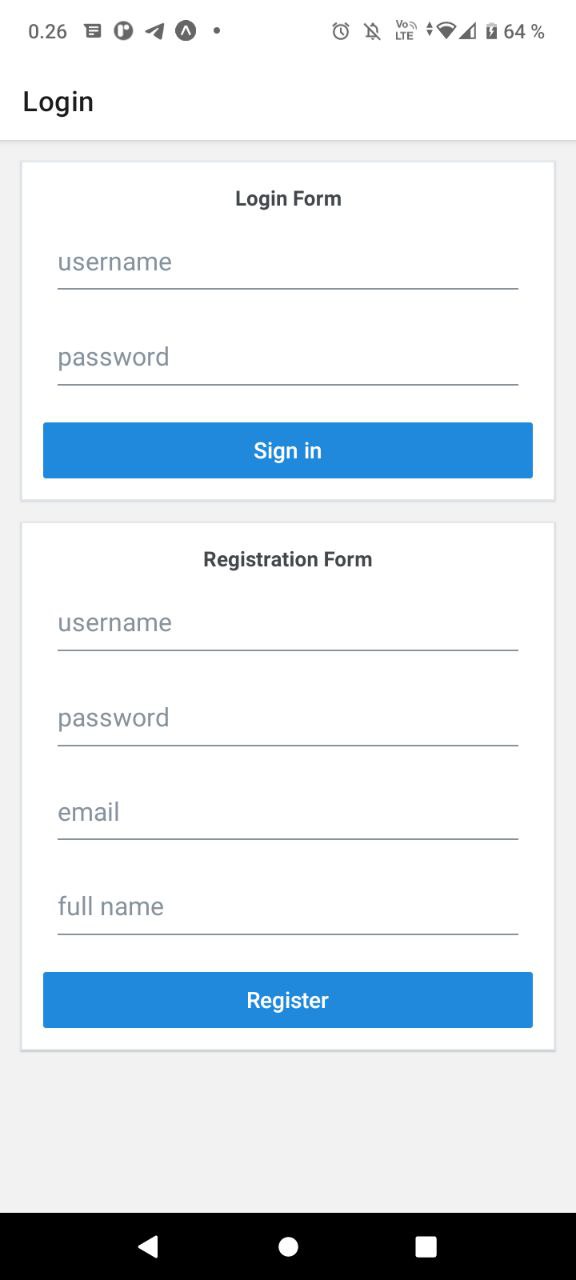 0.26 Vo LTE 64 %
Login
Login Form
username
password
Sign in
Registration Form
username
password
email
full name
Register